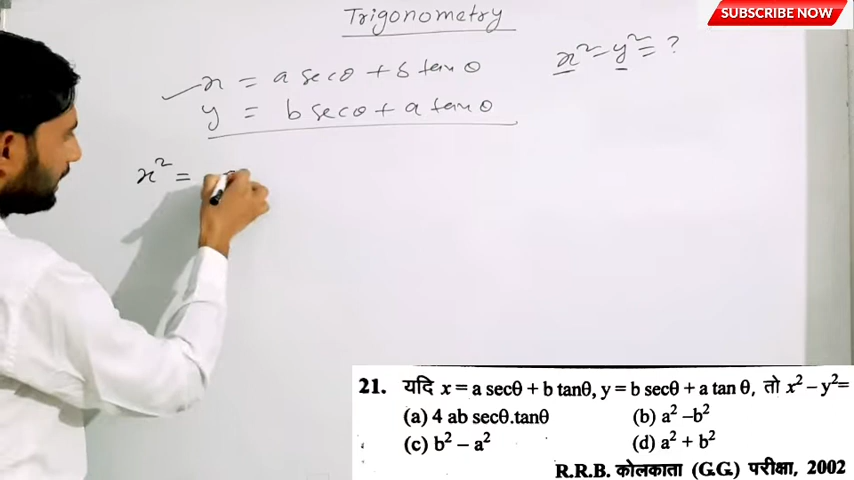 Trigonometry
SUBSCRIBE NOW
x = a secθ + b tanθ
x² - y² = ?
y = b secθ + a tanθ
x² =
21. यदि x = a secθ + b tanθ, y = b secθ + a tan θ, तो x² – y²=
(a) 4 ab secθ.tanθ (b) a² –b²
(c) b² – a² (d) a² + b²
R.R.B. कोलकाता (G.G.) परीक्षा, 2002